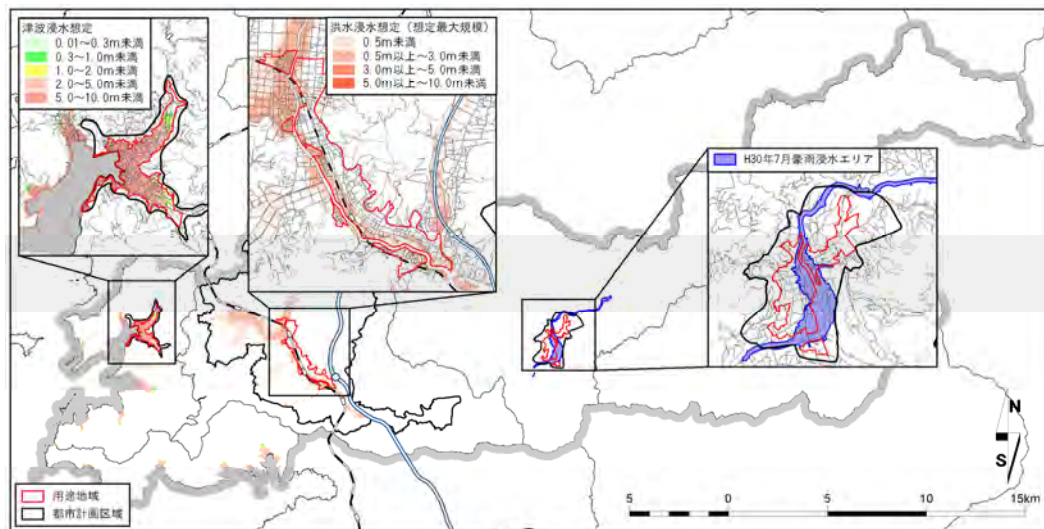 津波浸水想定
0.01～0.3m未満
0.3～1.0m未満
1.0～2.0m未満
2.0～5.0m未満
5.0～10.0m未満
洪水浸水想定（想定最大規模）
0.5m未満
0.5m以上～3.0m未満
3.0m以上～5.0m未満
5.0m以上～10.0m未満
H30年7月豪雨浸水エリア
用途地域
都市計画区域
N
S
5 0 5 10 15km